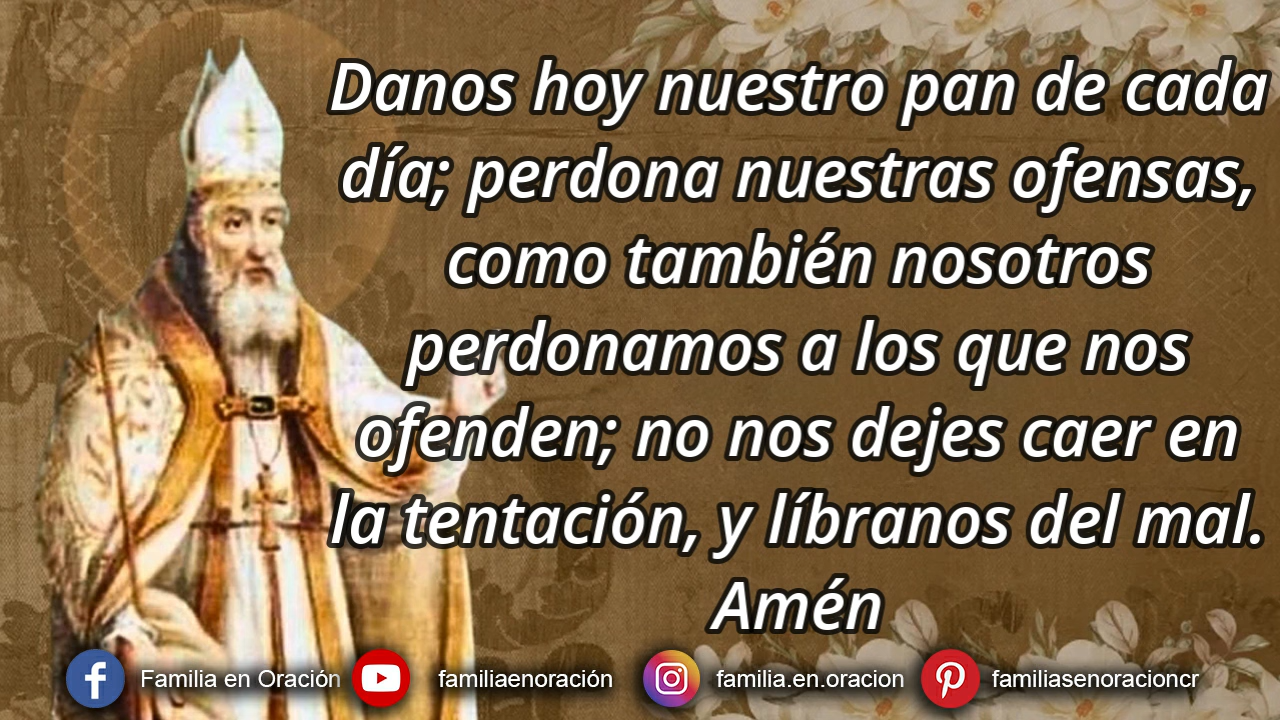 Danos hoy nuestro pan de cada
día; perdona nuestras ofensas,
como también nosotros
perdonamos a los que nos
ofenden; no nos dejes caer en
la tentación, y líbranos del mal.
Amén
Familia en Oración familiaenoración familia.en.oracion familiasenoracioncr